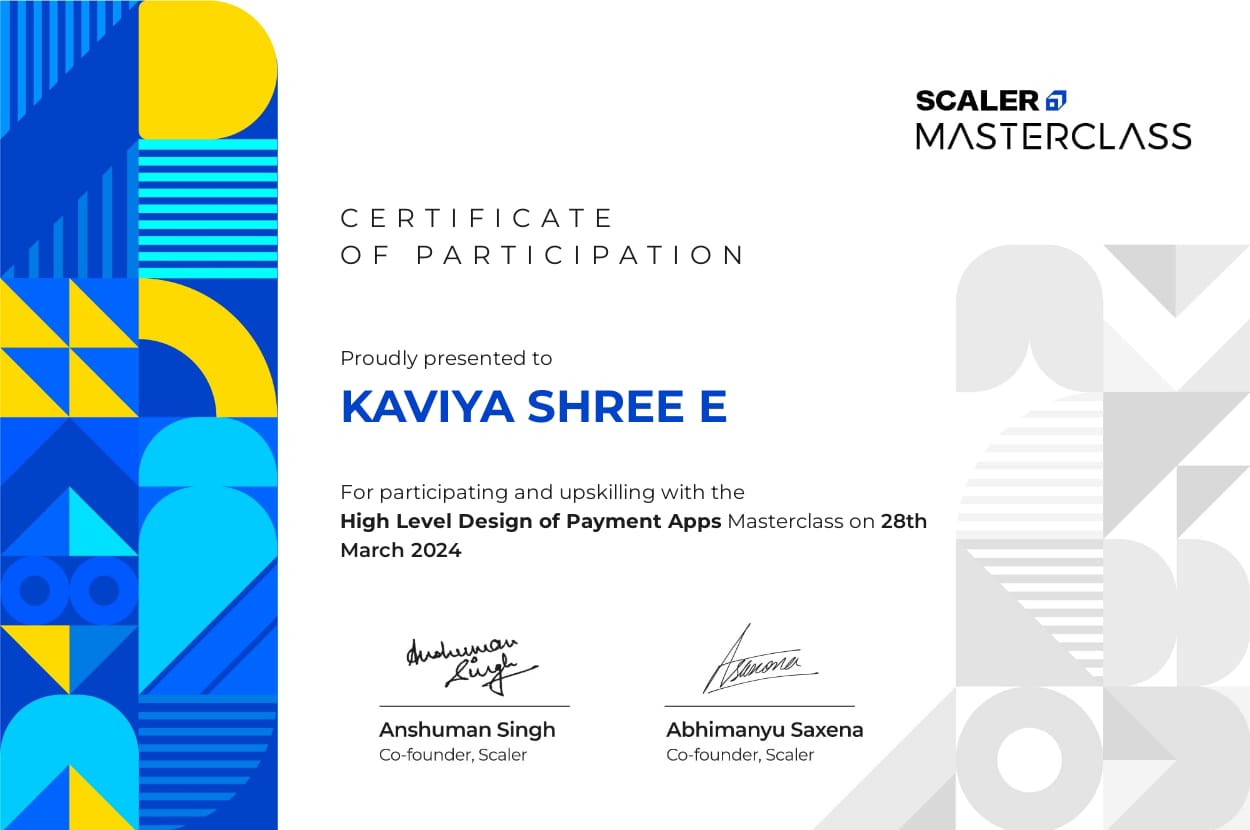 SCALER
MASTERCLASS
CERTIFICATE
OF PARTICIPATION
Proudly presented to
KAVIYA SHREE E
For participating and upskilling with the
High Level Design of Payment Apps Masterclass on 28th
March 2024
Anshuman
Singh
Asaxena
Anshuman Singh
Co-founder, Scaler
Abhimanyu Saxena
Co-founder, Scaler